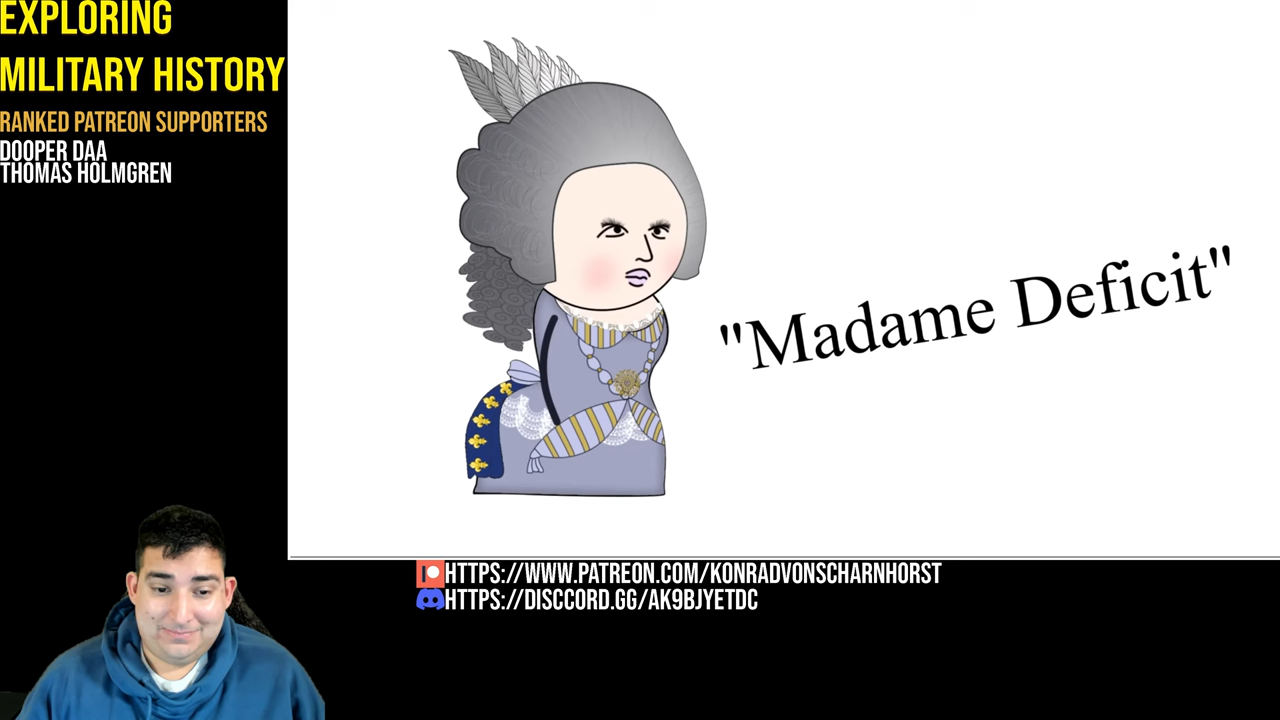 EXPLORING
MILITARY HISTORY
RANKED PATREON SUPPORTERS
DOOPER DAA
THOMAS HOLMGREN
"Madame Deficit"
HTTPS://WWW.PATREON.COM/KONRADVONSCHARNHORST
HTTPS://DISCCORD.GG/AK9BJYETDC